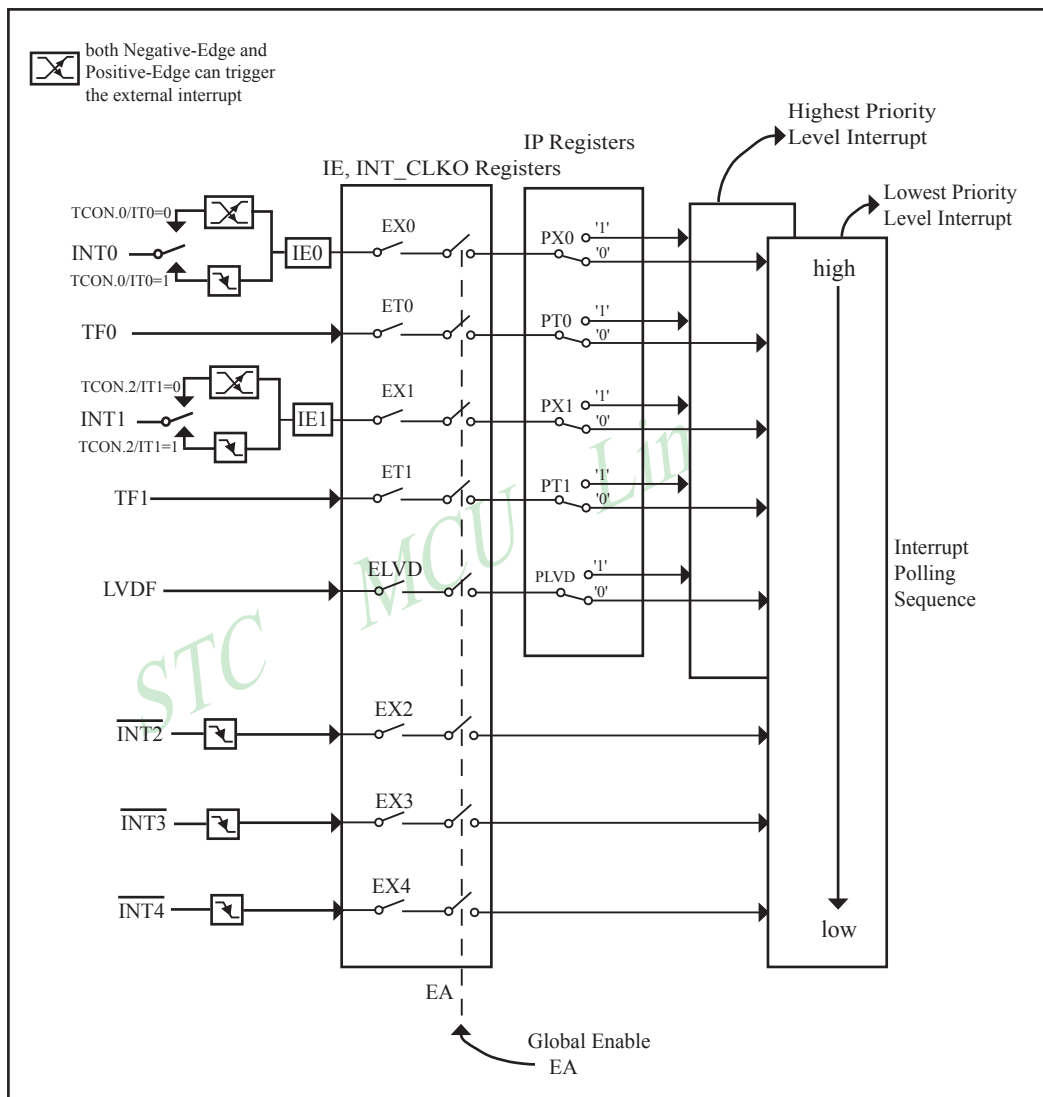 both Negative-Edge and
Positive-Edge can trigger
the external interrupt
Highest Priority
Level Interrupt
IP Registers
IE, INT_CLKO Registers
Lowest Priority
Level Interrupt
TCON.0/IT0=0
INT0
TCON.0/IT0=1
IE0
EX0
PX0
'1'
'0'
high
TF0
ET0
PT0
'1'
'0'
TCON.2/IT1=0
INT1
TCON.2/IT1=1
IE1
EX1
PX1
'1'
'0'
TF1
ET1
PT1
'1'
'0'
LVDF
ELVD
PLVD
'1'
'0'
Interrupt
Polling
Sequence
STC MCU Lim
INT2
EX2
INT3
EX3
INT4
EX4
low
EA
Global Enable
EA